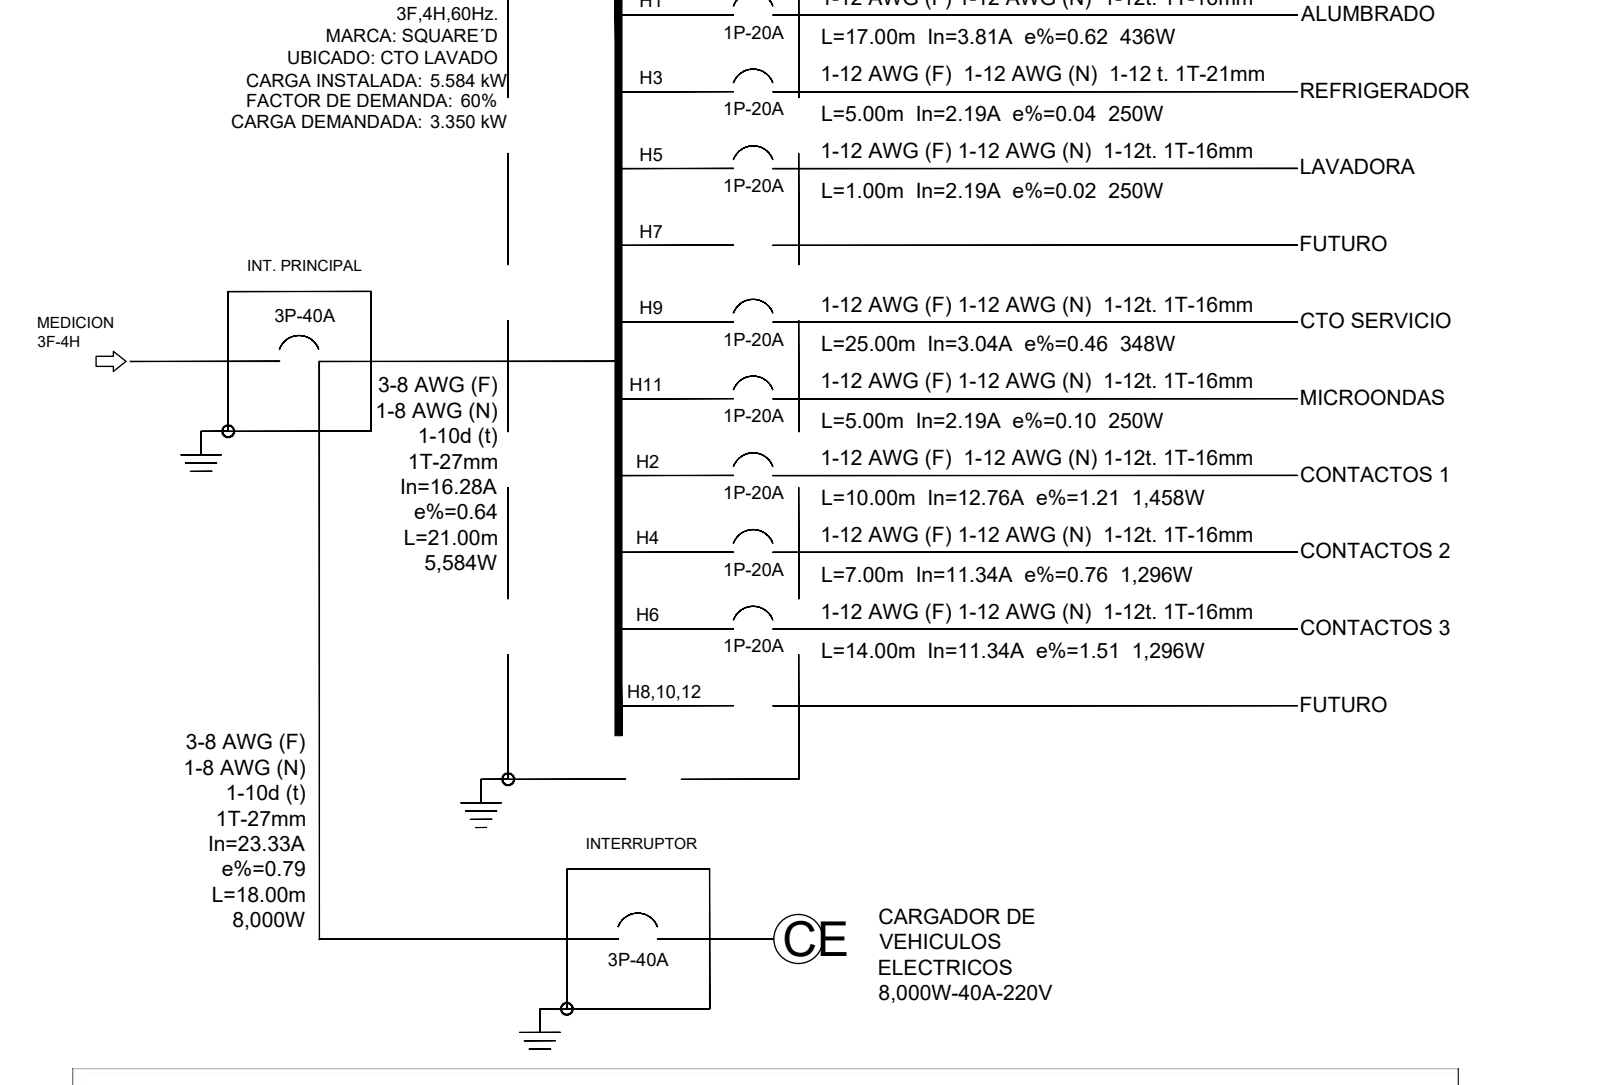 3F,4H,60Hz.
MARCA: SQUARE´D
UBICADO: CTO LAVADO
CARGA INSTALADA: 5.584 kW
FACTOR DE DEMANDA: 60%
CARGA DEMANDADA: 3.350 kW
H1
1P-20A
1-12 AWG (F) 1-12 AWG (N) 1-12t. 1T-16mm
L=17.00m In=3.81A e%=0.62 436W
ALUMBRADO
H3
1P-20A
1-12 AWG (F) 1-12 AWG (N) 1-12 t. 1T-21mm
L=5.00m In=2.19A e%=0.04 250W
REFRIGERADOR
H5
1P-20A
1-12 AWG (F) 1-12 AWG (N) 1-12t. 1T-16mm
L=1.00m In=2.19A e%=0.02 250W
LAVADORA
H7
FUTURO
H9
1P-20A
1-12 AWG (F) 1-12 AWG (N) 1-12t. 1T-16mm
L=25.00m In=3.04A e%=0.46 348W
CTO SERVICIO
H11
1P-20A
1-12 AWG (F) 1-12 AWG (N) 1-12t. 1T-16mm
L=5.00m In=2.19A e%=0.10 250W
MICROONDAS
H2
1P-20A
1-12 AWG (F) 1-12 AWG (N) 1-12t. 1T-16mm
L=10.00m In=12.76A e%=1.21 1,458W
CONTACTOS 1
H4
1P-20A
1-12 AWG (F) 1-12 AWG (N) 1-12t. 1T-16mm
L=7.00m In=11.34A e%=0.76 1,296W
CONTACTOS 2
H6
1P-20A
1-12 AWG (F) 1-12 AWG (N) 1-12t. 1T-16mm
L=14.00m In=11.34A e%=1.51 1,296W
CONTACTOS 3
H8,10,12
FUTURO
INT. PRINCIPAL
3P-40A
MEDICION
3F-4H
3-8 AWG (F)
1-8 AWG (N)
1-10d (t)
1T-27mm
In=16.28A
e%=0.64
L=21.00m
5,584W
3-8 AWG (F)
1-8 AWG (N)
1-10d (t)
1T-27mm
In=23.33A
e%=0.79
L=18.00m
8,000W
INTERRUPTOR
3P-40A
CE
CARGADOR DE
VEHICULOS
ELECTRICOS
8,000W-40A-220V